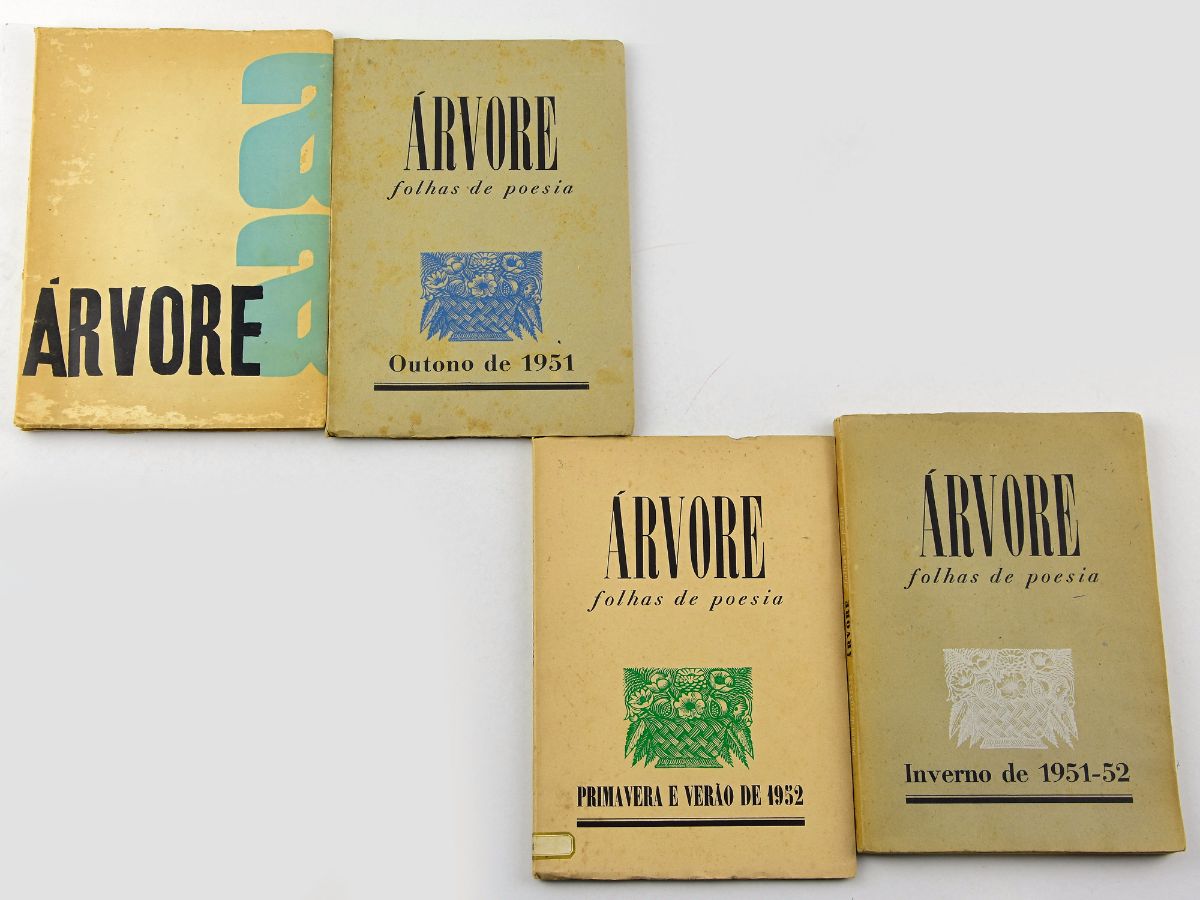 a
a
ÁRVORE
ÁRVORE
folhas de poesia
Outono de 1951
ÁRVORE
folhas de poesia
PRIMAVERA E VERÃO DE 1952
ÁRVORE
ÁRVORE
folhas de poesia
Inverno de 1951-52